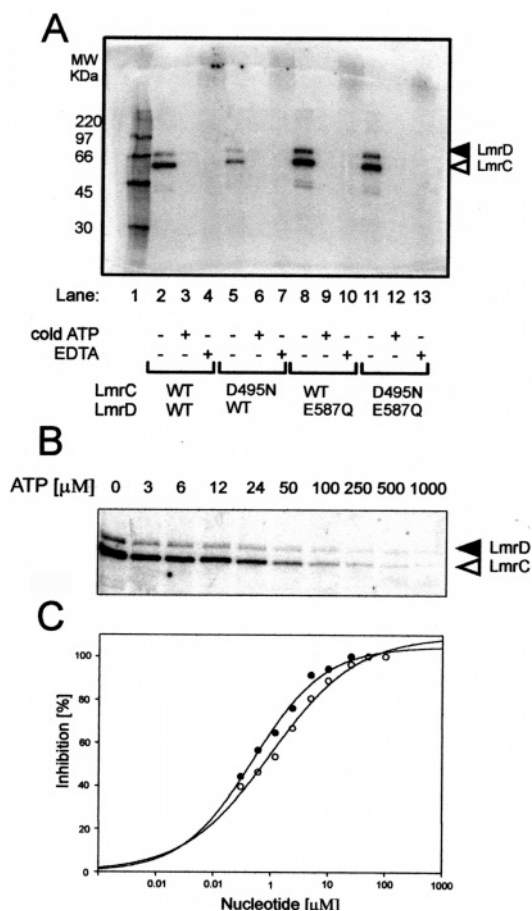 A
MW
KDa
220
97
66
45
30
LmrD
LmrC
Lane: 1 2 3 4 5 6 7 8 9 10 11 12 13
cold ATP - + - - + - - + - - + -
EDTA - - + - - + - - + - - +
LmrC WT D495N WT D495N
LmrD WT WT E587Q E587Q
B
ATP [µM] 0 3 6 12 24 50 100 250 500 1000
LmrD
LmrC
C
100
80
60
40
20
0
Inhibition [%]
0.01 0.01 1 10 100 1000
Nucleotide [µM]